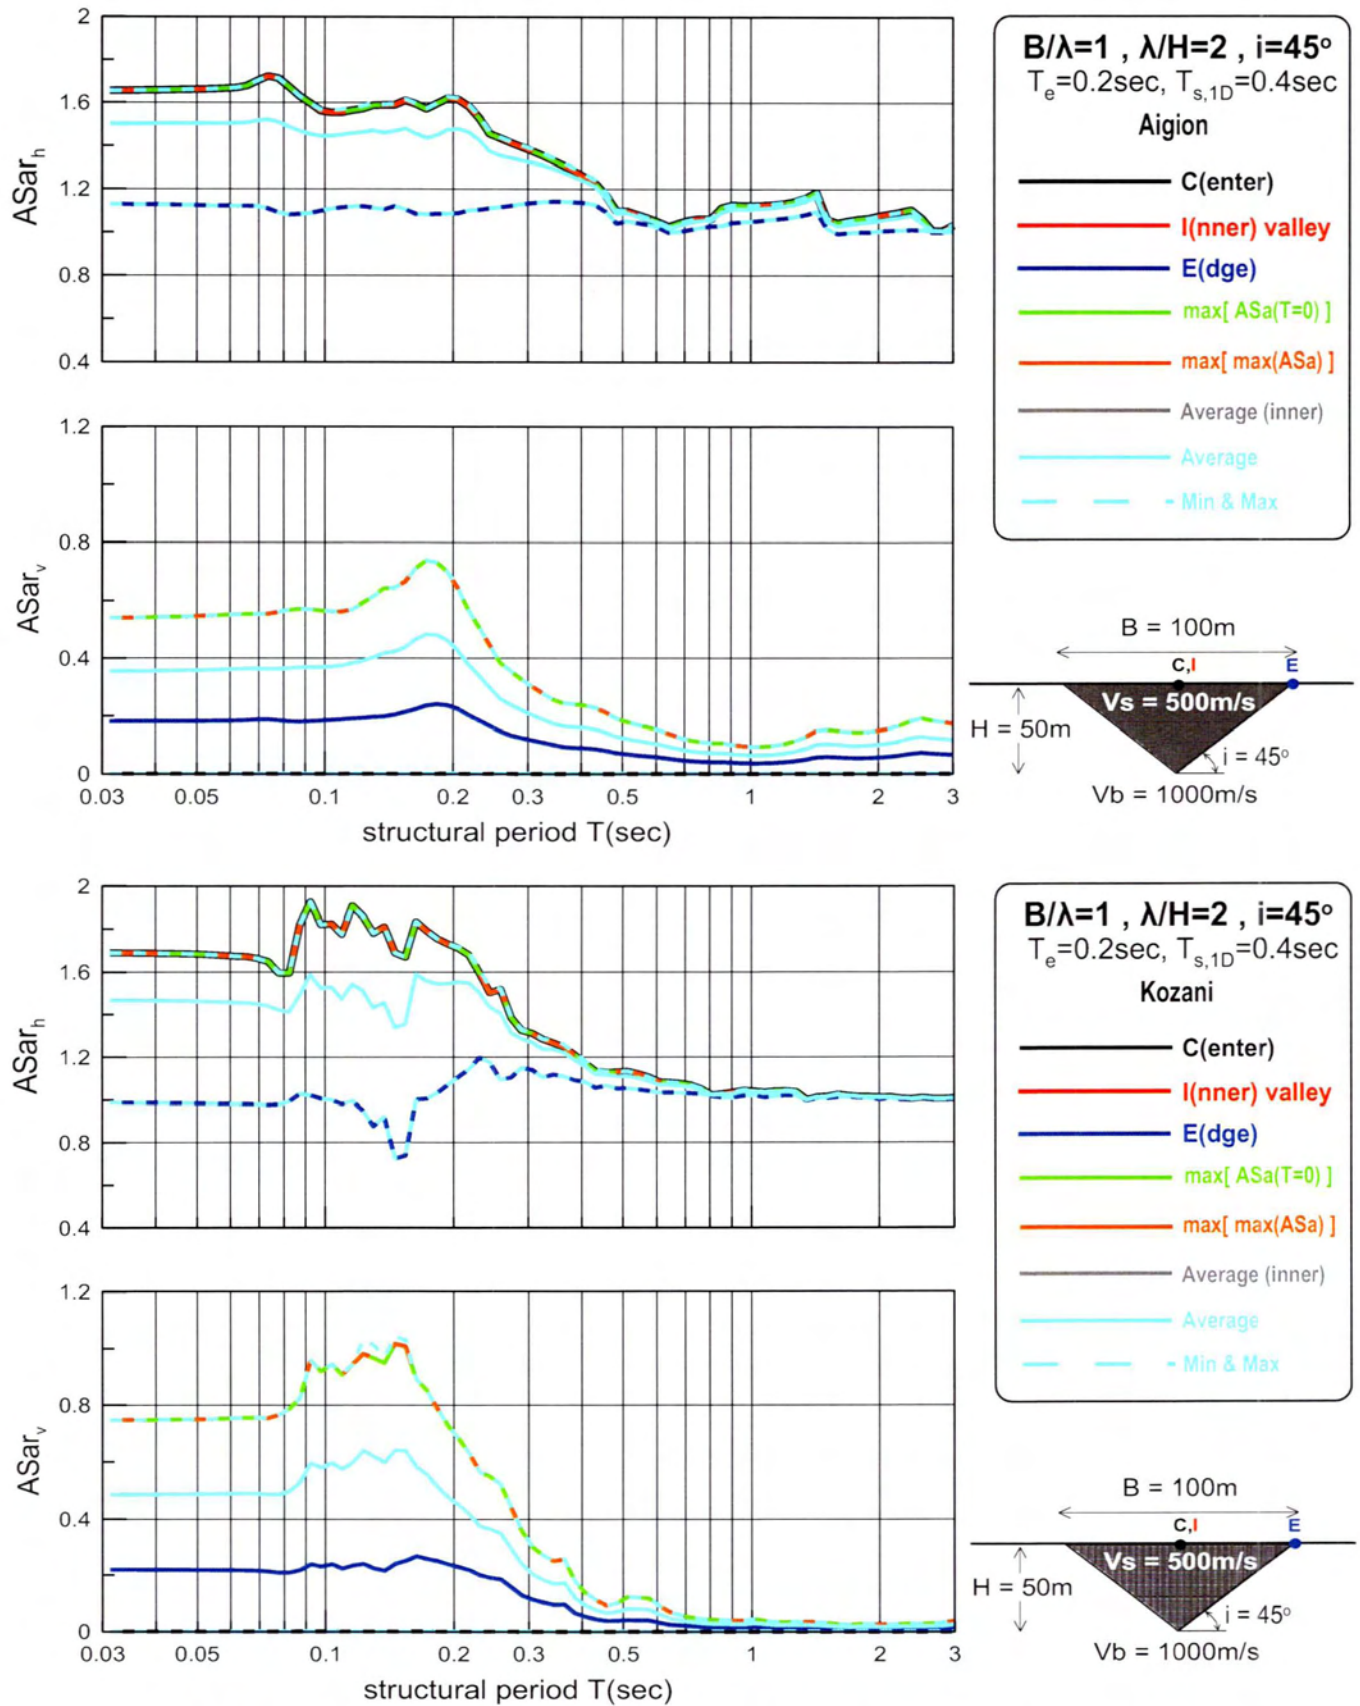 2
1.6
1.2
0.8
0.4
ASar_h
B/λ=1 , λ/H=2 , i=45º
T_e=0.2sec, T_s,1D=0.4sec
Aigion
C(enter)
I(nner) valley
E(dge)
max[ ASa(T=0) ]
max[ max(ASa) ]
Average (inner)
Average
Min & Max
1.2
0.8
0.4
0
ASar_v
0.03 0.05 0.1 0.2 0.3 0.5 1 2 3
structural period T(sec)
B = 100m
C,I E
Vs = 500m/s
H = 50m
i = 45º
Vb = 1000m/s
2
1.6
1.2
0.8
0.4
ASar_h
B/λ=1 , λ/H=2 , i=45º
T_e=0.2sec, T_s,1D=0.4sec
Kozani
C(enter)
I(nner) valley
E(dge)
max[ ASa(T=0) ]
max[ max(ASa) ]
Average (inner)
Average
Min & Max
1.2
0.8
0.4
0
ASar_v
0.03 0.05 0.1 0.2 0.3 0.5 1 2 3
structural period T(sec)
B = 100m
C,I E
Vs = 500m/s
H = 50m
i = 45º
Vb = 1000m/s